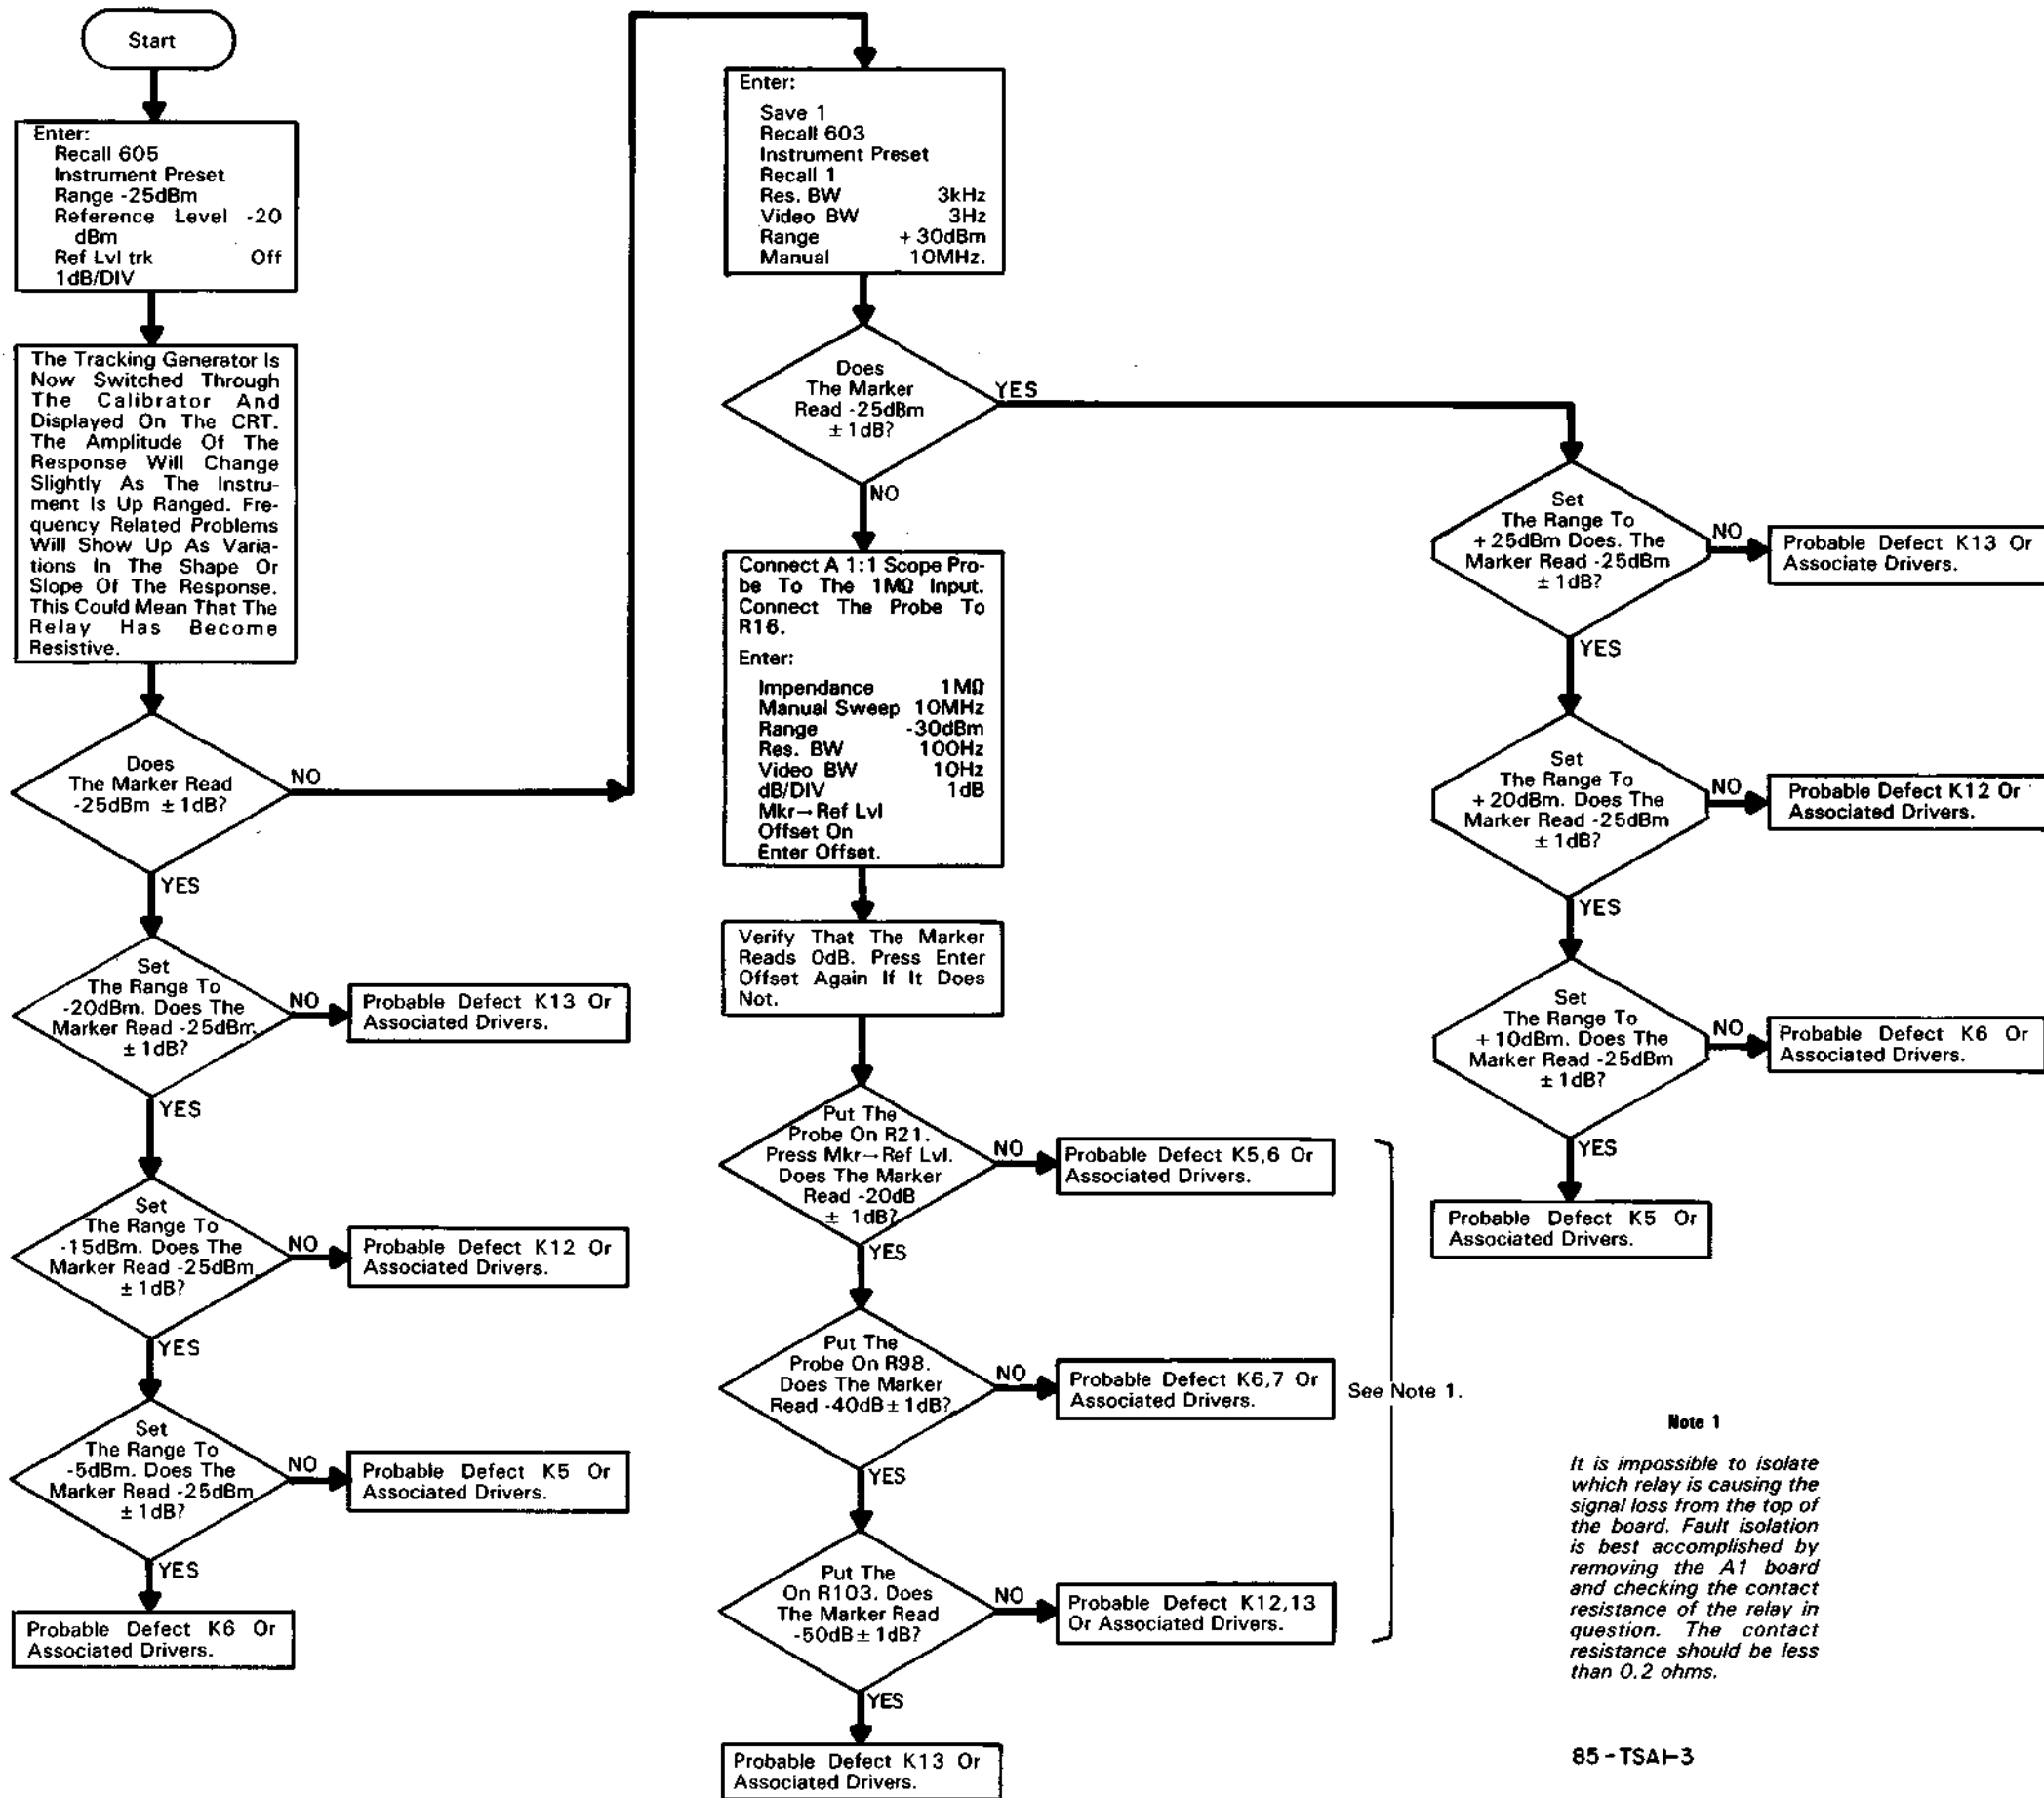 Start
Enter:
Recall 605
Instrument Preset
Range -25dBm
Reference Level -20
dBm
Ref Lvl trk Off
1dB/DIV
The Tracking Generator Is
Now Switched Through
The Calibrator And
Displayed On The CRT.
The Amplitude Of The
Response Will Change
Slightly As The Instru-
ment Is Up Ranged. Fre-
quency Related Problems
Will Show Up As Varia-
tions In The Shape Or
Slope Of The Response.
This Could Mean That The
Relay Has Become
Resistive.
Does
The Marker Read
-25dBm ± 1dB?
NO
YES
Set
The Range To
-20dBm. Does The
Marker Read -25dBm
± 1dB?
NO
Probable Defect K13 Or
Associated Drivers.
YES
Set
The Range To
-15dBm. Does The
Marker Read -25dBm
± 1dB?
NO
Probable Defect K12 Or
Associated Drivers.
YES
Set
The Range To
-5dBm. Does The
Marker Read -25dBm
± 1dB?
NO
Probable Defect K5 Or
Associated Drivers.
YES
Probable Defect K6 Or
Associated Drivers.
Enter:
Save 1
Recall 603
Instrument Preset
Recall 1
Res. BW 3kHz
Video BW 3Hz
Range +30dBm
Manual 10MHz.
Does
The Marker
Read -25dBm
± 1dB?
YES
NO
Connect A 1:1 Scope Pro-
be To The 1MΩ Input.
Connect The Probe To
R16.
Enter:
Impendance 1MΩ
Manual Sweep 10MHz
Range -30dBm
Res. BW 100Hz
Video BW 10Hz
dB/DIV 1dB
Mkr→Ref Lvl
Offset On
Enter Offset.
Verify That The Marker
Reads 0dB. Press Enter
Offset Again If It Does
Not.
Put The
Probe On R21.
Press Mkr→Ref Lvl.
Does The Marker
Read -20dB
± 1dB?
NO
Probable Defect K5,6 Or
Associated Drivers.
YES
Put The
Probe On R98.
Does The Marker
Read -40dB± 1dB?
NO
Probable Defect K6,7 Or
Associated Drivers.
See Note 1.
YES
Put The
On R103. Does
The Marker Read
-50dB± 1dB?
NO
Probable Defect K12,13
Or Associated Drivers.
YES
Probable Defect K13 Or
Associated Drivers.
Set
The Range To
+25dBm Does. The
Marker Read -25dBm
± 1dB?
NO
Probable Defect K13 Or
Associate Drivers.
YES
Set
The Range To
+20dBm. Does The
Marker Read -25dBm
± 1dB?
NO
Probable Defect K12 Or
Associated Drivers.
YES
Set
The Range To
+10dBm. Does The
Marker Read -25dBm
± 1dB?
NO
Probable Defect K6 Or
Associated Drivers.
YES
Probable Defect K5 Or
Associated Drivers.
Note 1
It is impossible to isolate
which relay is causing the
signal loss from the top of
the board. Fault isolation
is best accomplished by
removing the A1 board
and checking the contact
resistance of the relay in
question. The contact
resistance should be less
than 0.2 ohms.
85-TSA1-3